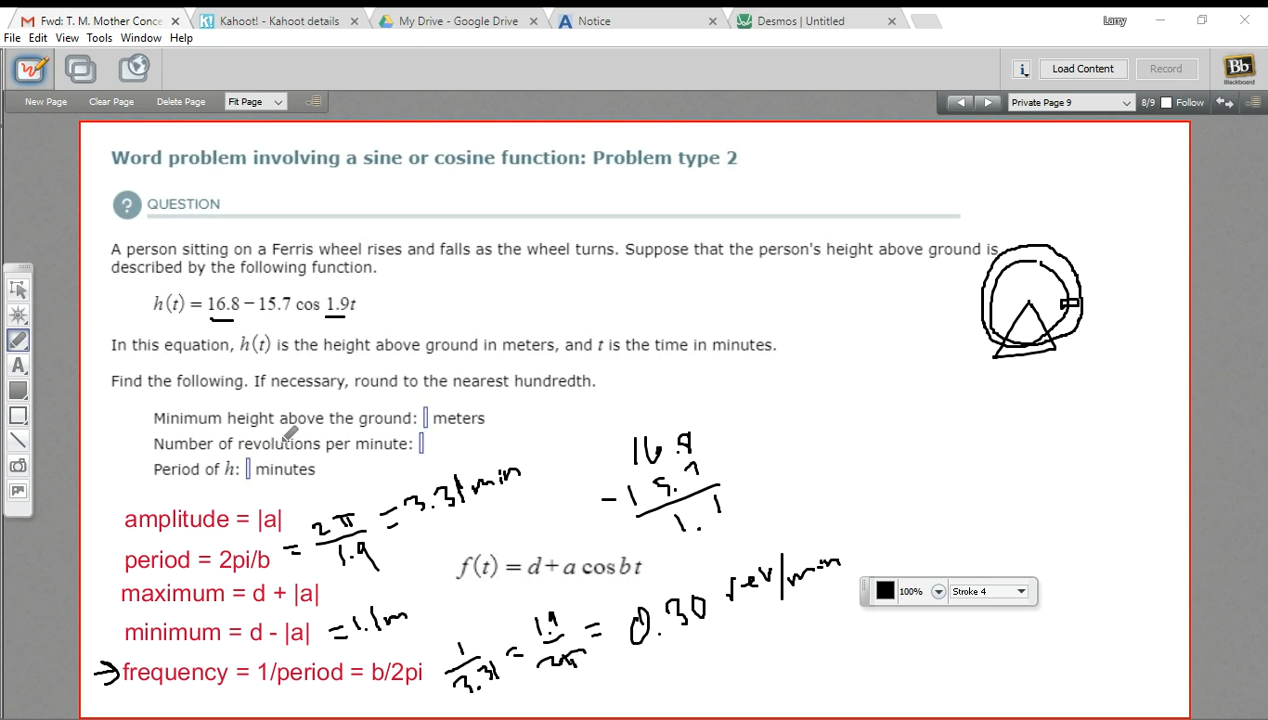 Fwd: T. Mother Conce × Kahoot! - Kahoot details × My Drive - Google Drive × Notice × Desmos | Untitled × Larry
File Edit View Tools Window Help
Load Content Record Bb Blackboard
New Page Clear Page Delete Page Fit Page Private Page 9 8/9 Follow
Word problem involving a sine or cosine function: Problem type 2
? QUESTION
A person sitting on a Ferris wheel rises and falls as the wheel turns. Suppose that the person's height above ground is
described by the following function.
h(t) = 16.8 − 15.7 cos 1.9t
In this equation, h(t) is the height above ground in meters, and t is the time in minutes.
Find the following. If necessary, round to the nearest hundredth.
Minimum height above the ground: meters
Number of revolutions per minute:
Period of h: minutes
16.8
− 15.7
1.1
amplitude = |a|
period = 2pi/b = 2π/1.9 = 3.31 min
f(t) = d + a cos b t
maximum = d + |a|
minimum = d - |a| = 1.1m
frequency = 1/period = b/2pi 1/3.31 = 1.9/2π = 0.30 rev/min
100% Stroke 4